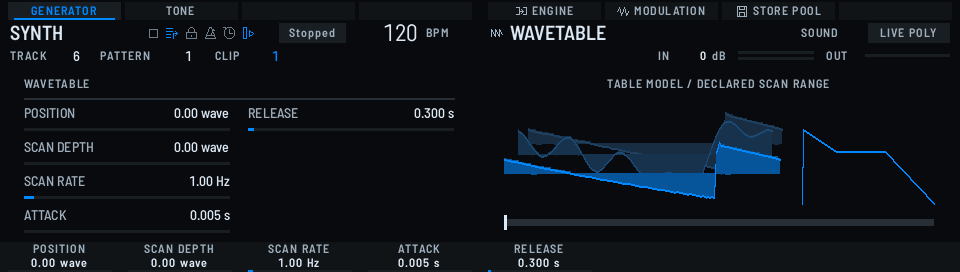 GENERATOR TONE ENGINE MODULATION STORE POOL
SYNTH Stopped 120 BPM WAVETABLE SOUND LIVE POLY
TRACK 6 PATTERN 1 CLIP 1 IN 0 dB OUT
WAVETABLE TABLE MODEL / DECLARED SCAN RANGE
POSITION 0.00 wave RELEASE 0.300 s
SCAN DEPTH 0.00 wave
SCAN RATE 1.00 Hz
ATTACK 0.005 s
POSITION SCAN DEPTH SCAN RATE ATTACK RELEASE
0.00 wave 0.00 wave 1.00 Hz 0.005 s 0.300 s